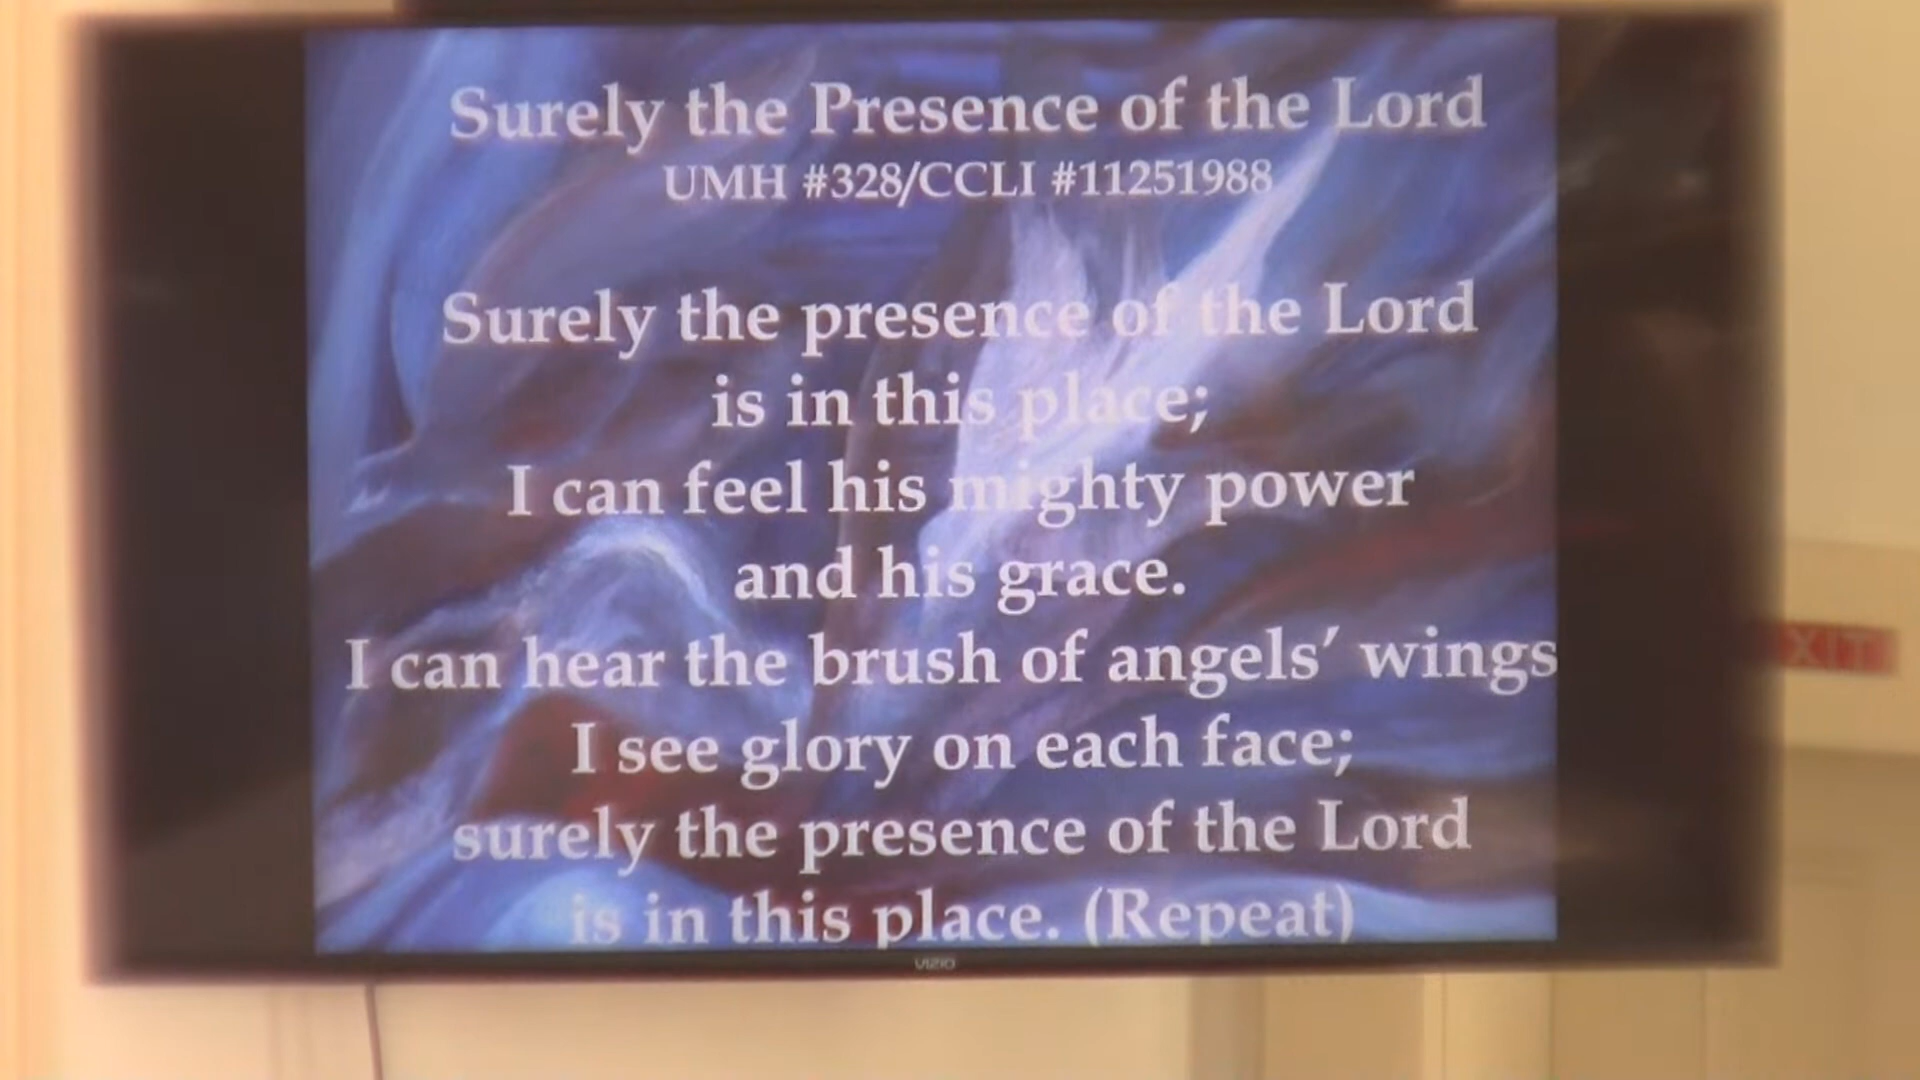 Surely the Presence of the Lord
UMH #328/CCLI #11251988
Surely the presence of the Lord
is in this place;
I can feel his mighty power
and his grace.
I can hear the brush of angels’ wings
I see glory on each face;
surely the presence of the Lord
is in this place. (Repeat)
VIZIO
EXIT